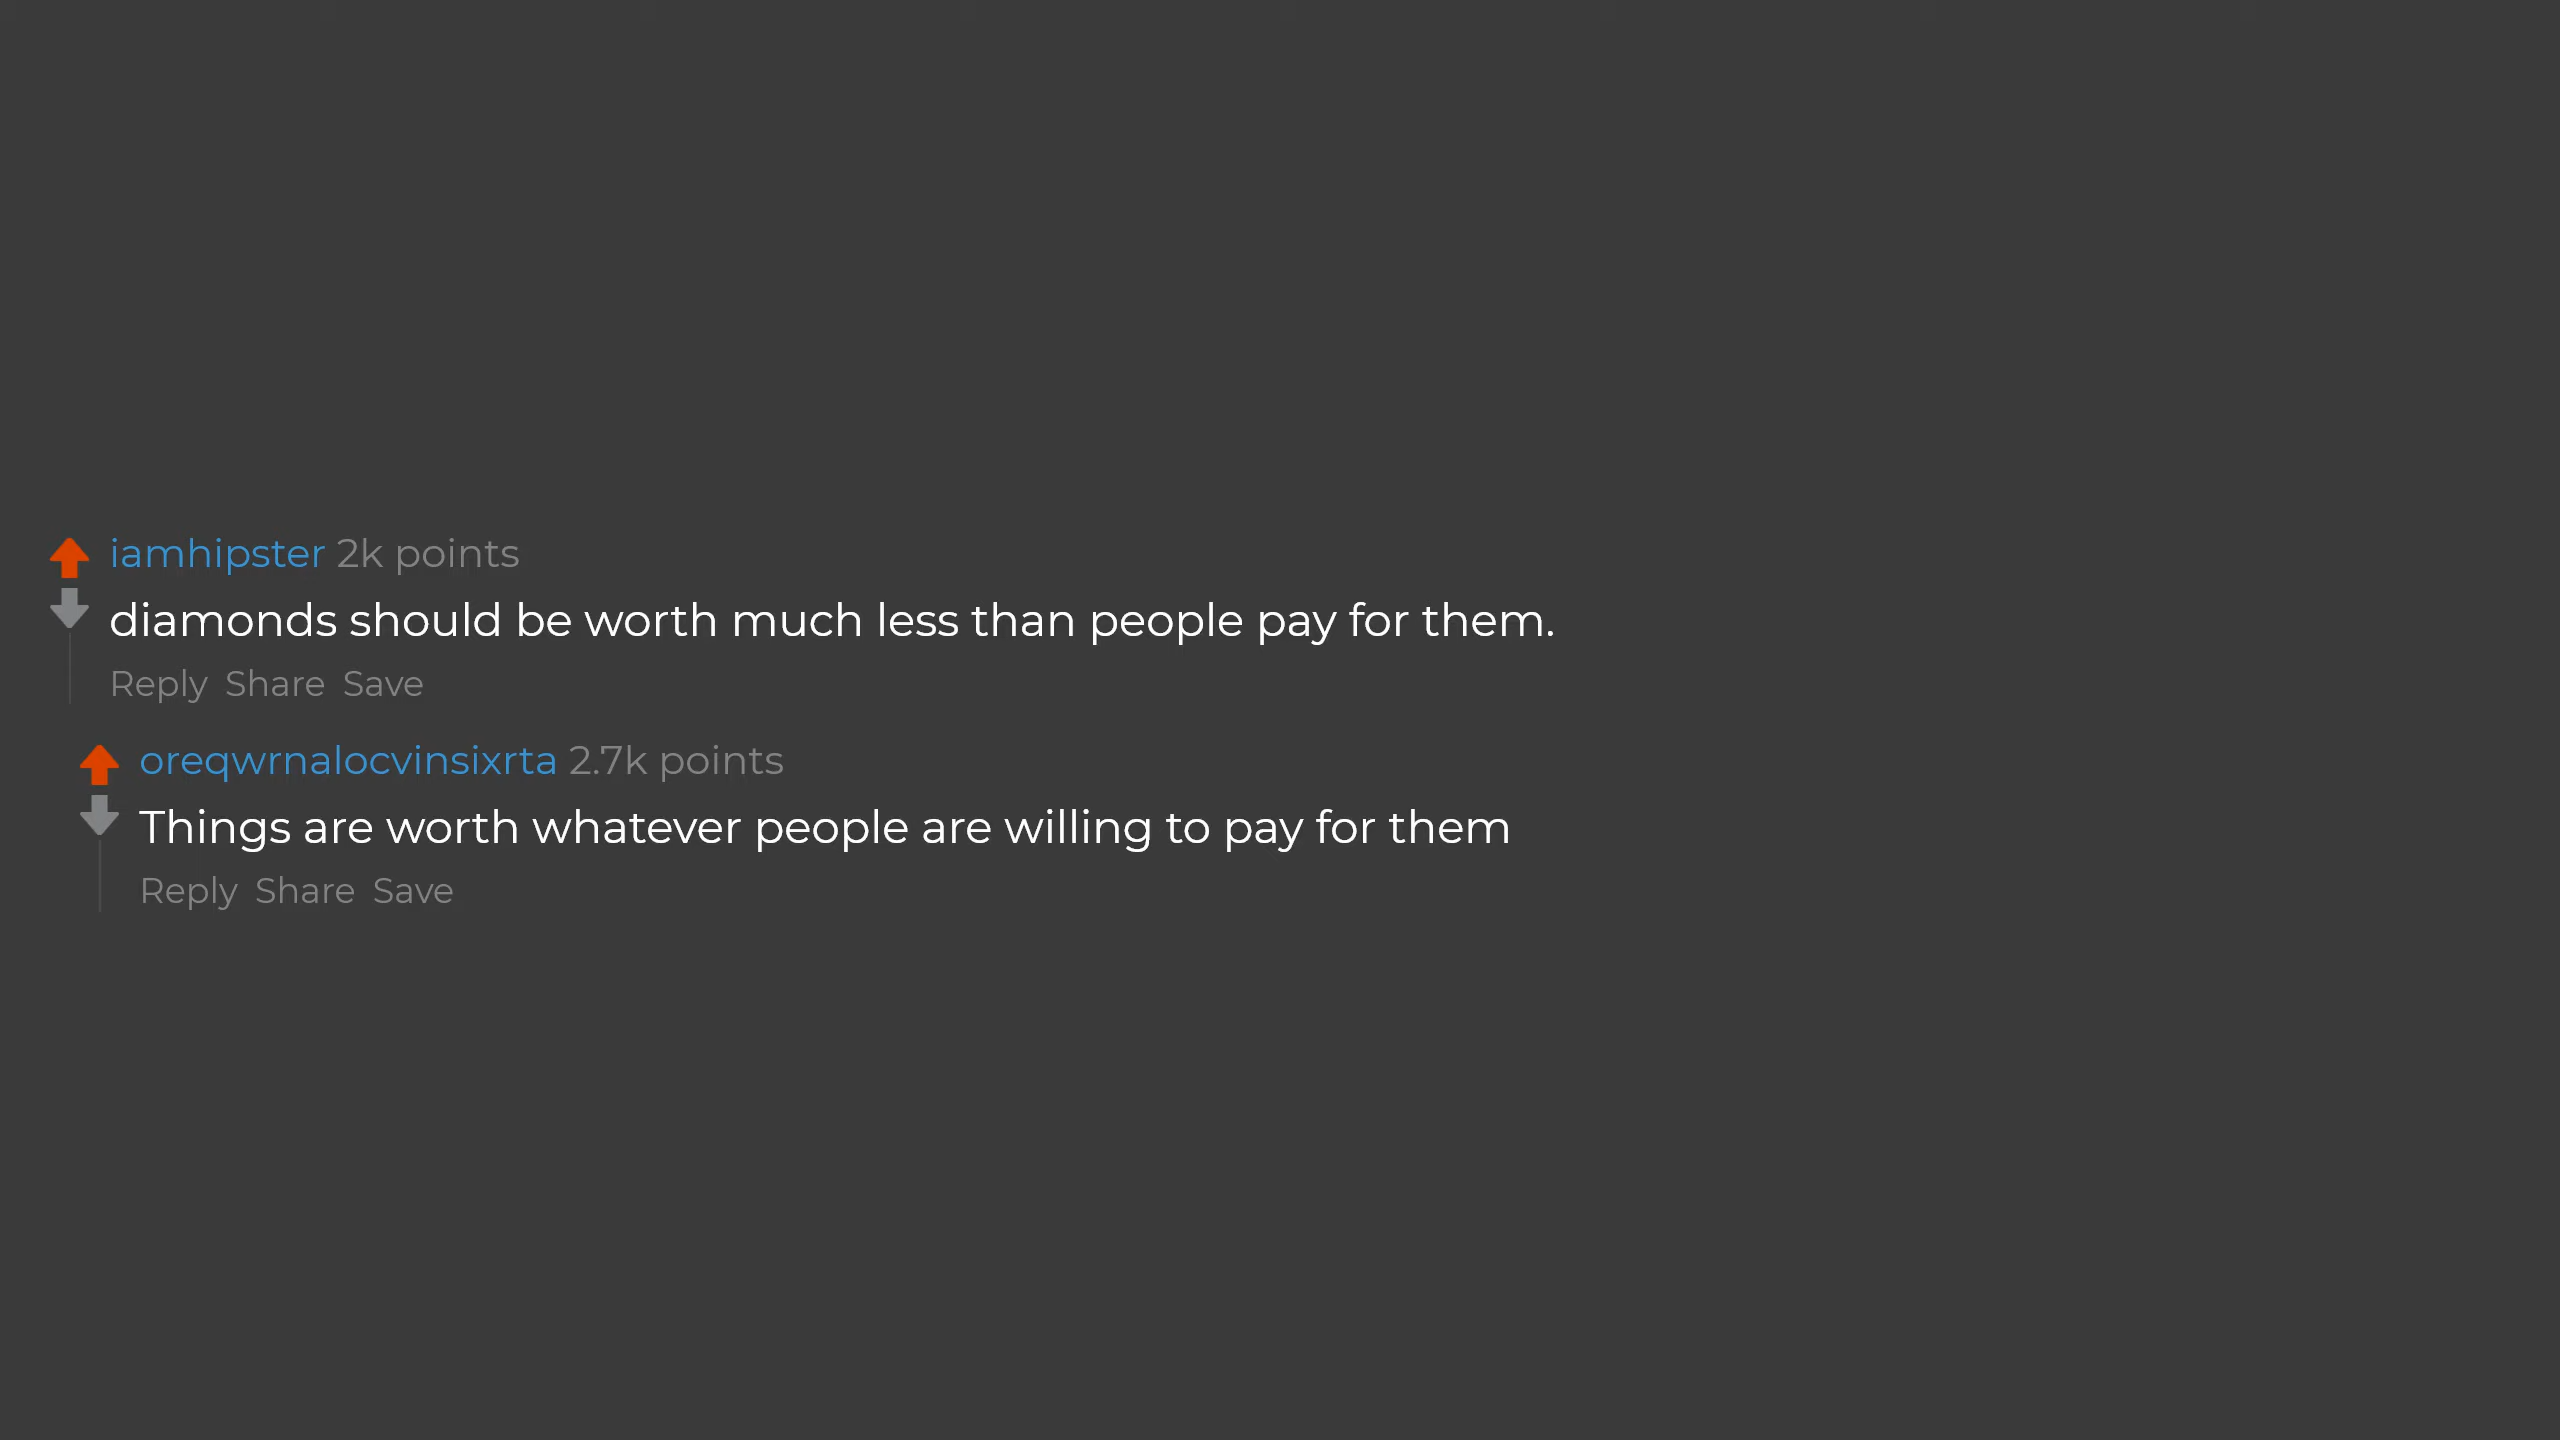 iamhipster 2k points
diamonds should be worth much less than people pay for them.
Reply Share Save
oreqwrnalocvinsixrta 2.7k points
Things are worth whatever people are willing to pay for them
Reply Share Save